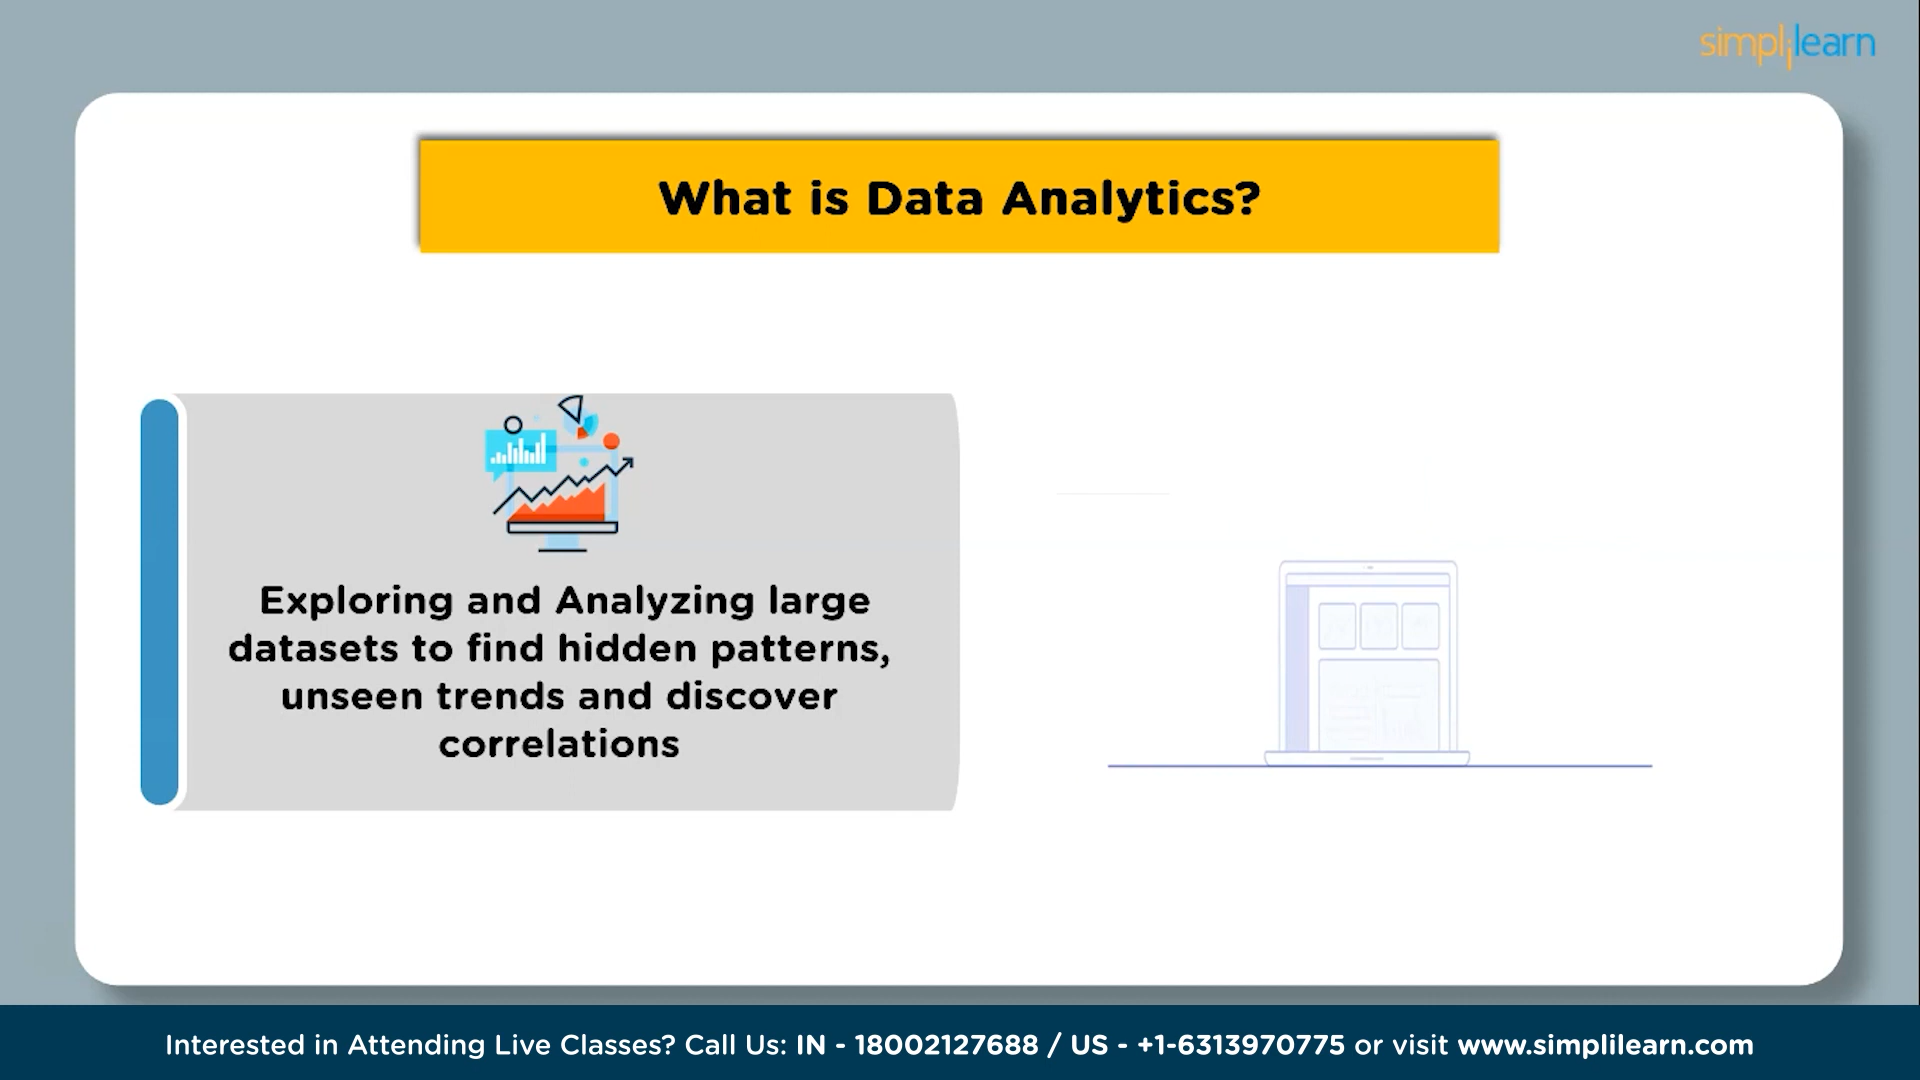 simplilearn
What is Data Analytics?
Exploring and Analyzing large
datasets to find hidden patterns,
unseen trends and discover
correlations
Interested in Attending Live Classes? Call Us: IN - 18002127688 / US - +1-6313970775 or visit www.simplilearn.com